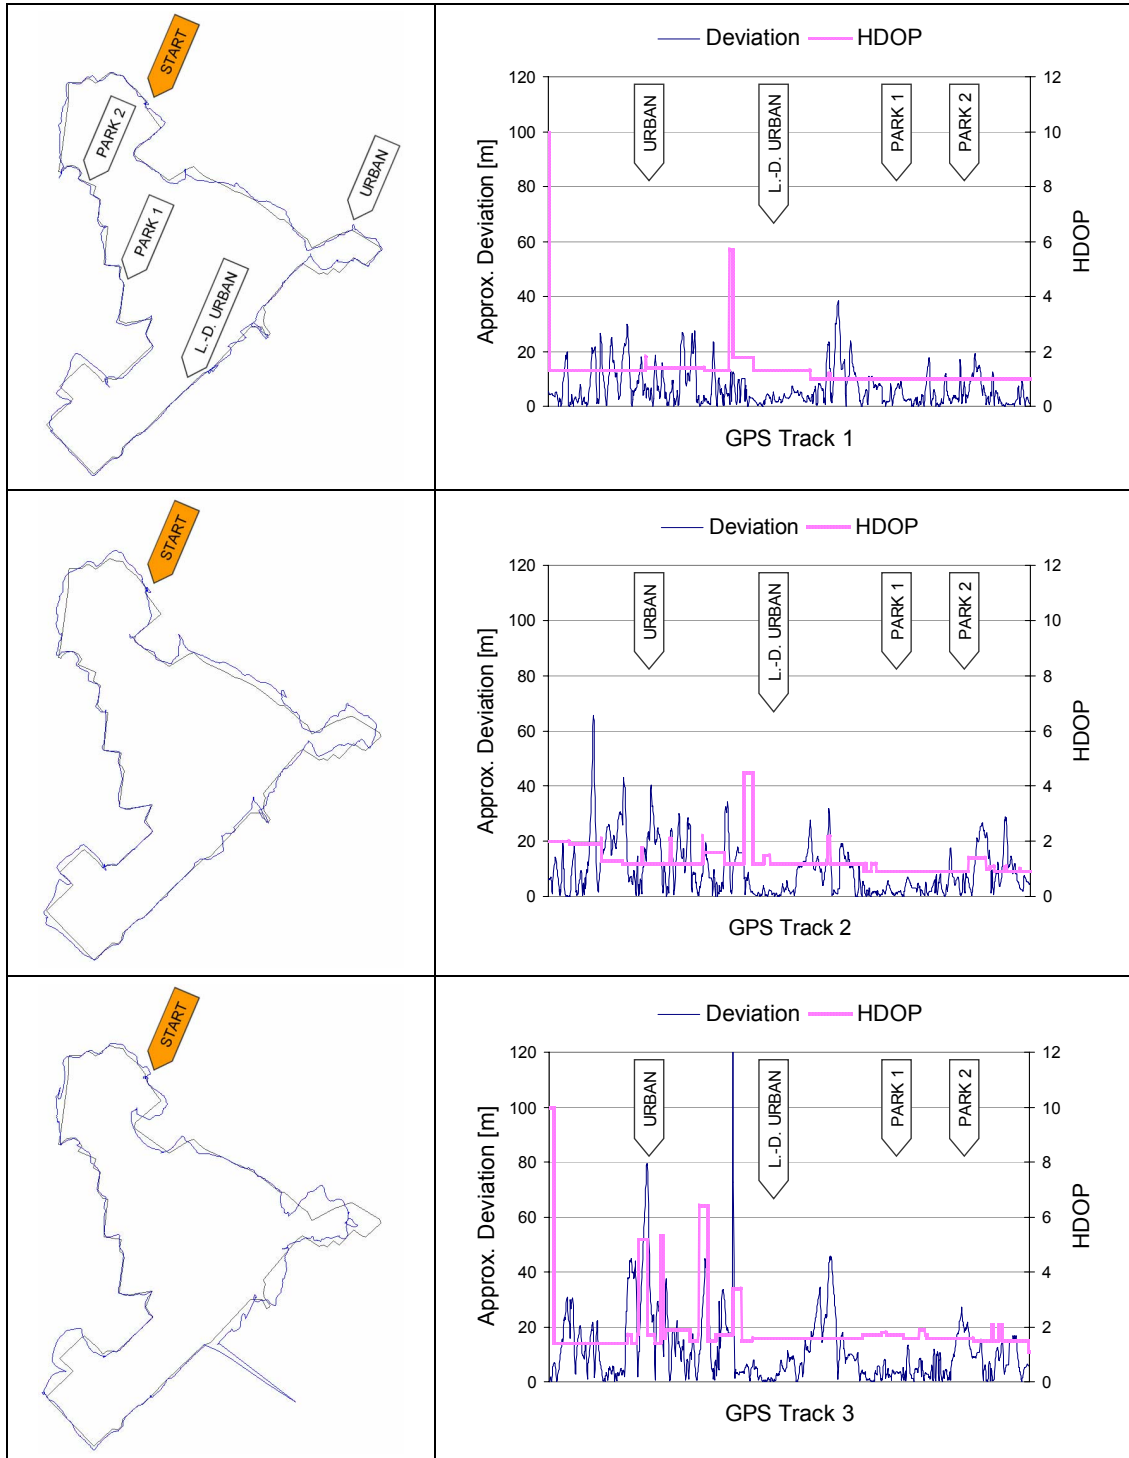 START
PARK 2
URBAN
PARK 1
L.-D. URBAN
Deviation HDOP
Approx. Deviation [m]
120
100
80
60
40
20
0
URBAN
L.-D. URBAN
PARK 1
PARK 2
12
10
8
6
4
2
0
HDOP
GPS Track 1
START
Deviation HDOP
Approx. Deviation [m]
120
100
80
60
40
20
0
URBAN
L.-D. URBAN
PARK 1
PARK 2
12
10
8
6
4
2
0
HDOP
GPS Track 2
START
Deviation HDOP
Approx. Deviation [m]
120
100
80
60
40
20
0
URBAN
L.-D. URBAN
PARK 1
PARK 2
12
10
8
6
4
2
0
HDOP
GPS Track 3